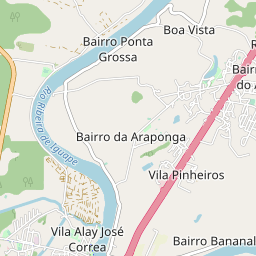 Boa Vista
Bairro Ponta
Grossa
R
Bair
do A
Rio Ribeira de Iguape
Bairro da Araponga
Vila Pinheiros
Vila Alay José
Correa
Bairro Bananal